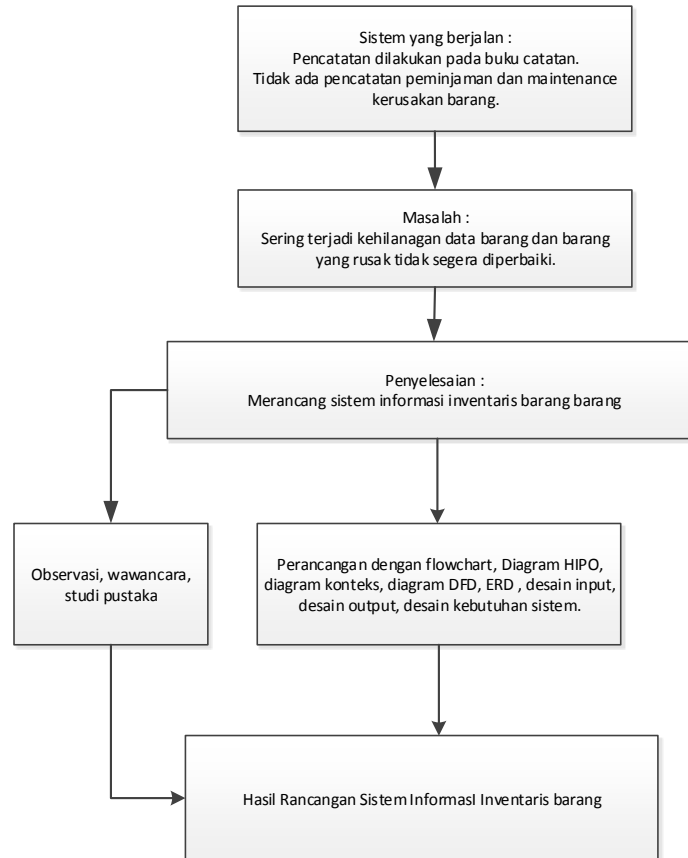 Sistem yang berjalan :
Pencatatan dilakukan pada buku catatan.
Tidak ada pencatatan peminjaman dan maintenance
kerusakan barang.
Masalah :
Sering terjadi kehilanagan data barang dan barang
yang rusak tidak segera diperbaiki.
Penyelesaian :
Merancang sistem informasi inventaris barang barang
Observasi, wawancara,
studi pustaka
Perancangan dengan flowchart, Diagram HIPO,
diagram konteks, diagram DFD, ERD , desain input,
desain output, desain kebutuhan sistem.
Hasil Rancangan Sistem InformasI Inventaris barang